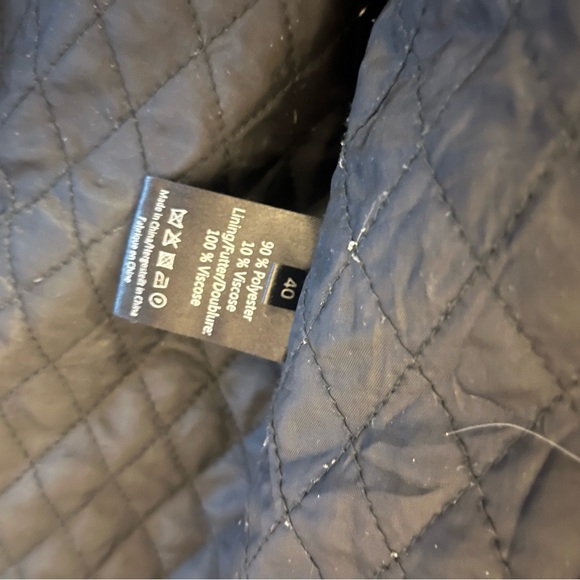 40
90 % Polyester
10 % Viscose
Lining/Futter/Doublure:
100 % Viscose
Made in China/Hergestellt in China
Fabriqué en Chine